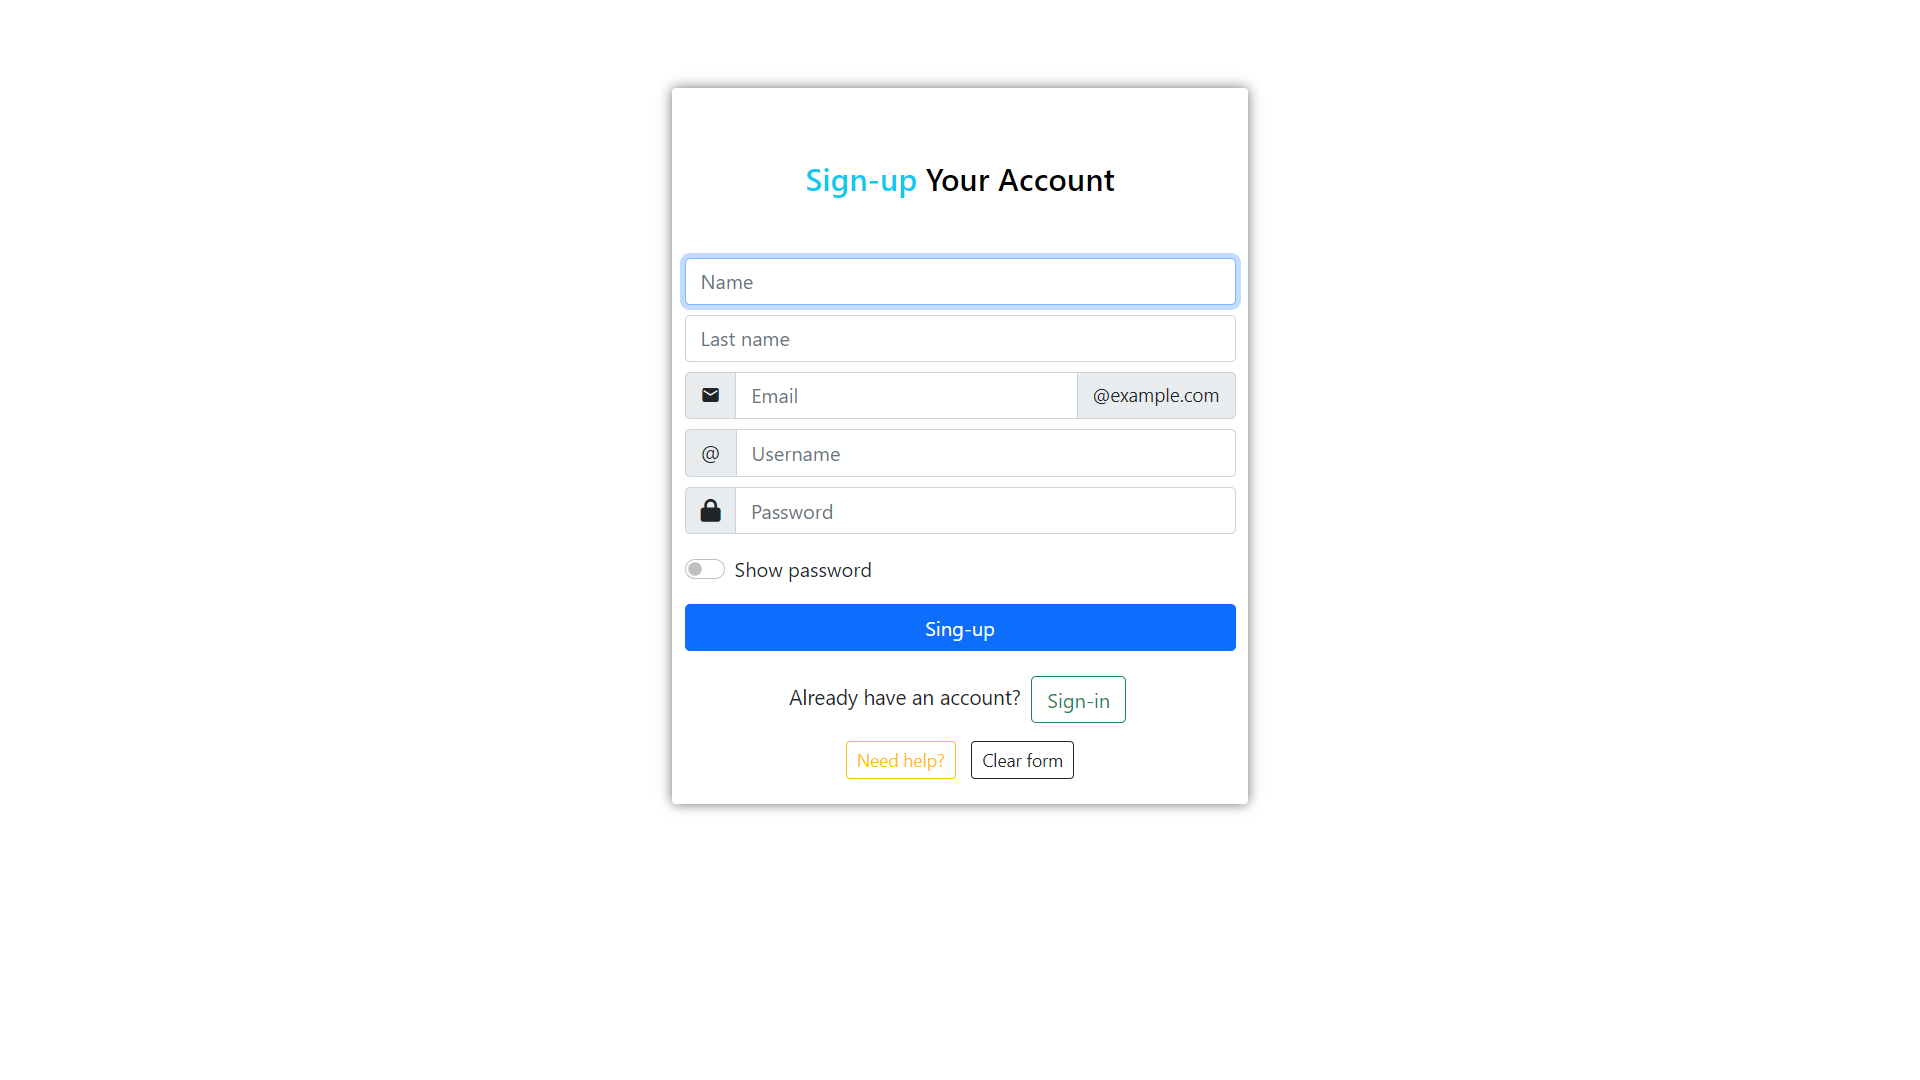 Sign-up Your Account
Name
Last name
Email @example.com
@ Username
Password
Show password
Sing-up
Already have an account? Sign-in
Need help? Clear form